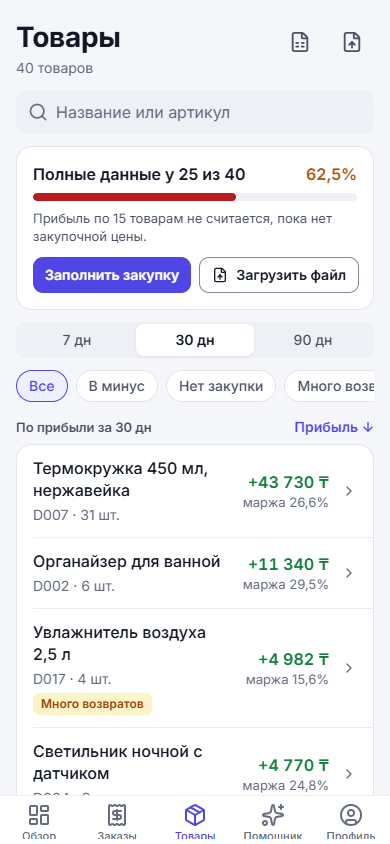 Товары
40 товаров
Название или артикул
Полные данные у 25 из 40
62,5%
Прибыль по 15 товарам не считается, пока нет
закупочной цены.
Заполнить закупку
Загрузить файл
7 дн
30 дн
90 дн
Все
В минус
Нет закупки
Много возв
По прибыли за 30 дн
Прибыль ↓
Термокружка 450 мл,
нержавейка
D007 · 31 шт.
+43 730 ₸
маржа 26,6%
Органайзер для ванной
D002 · 6 шт.
+11 340 ₸
маржа 29,5%
Увлажнитель воздуха
2,5 л
D017 · 4 шт.
Много возвратов
+4 982 ₸
маржа 15,6%
Светильник ночной с
датчиком
+4 770 ₸
маржа 24,8%
Обзор
Заказы
Товары
Помощник
Профиль